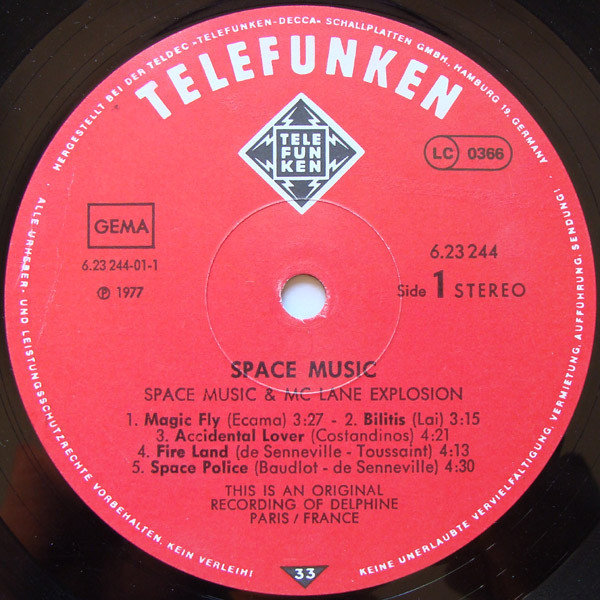 HERGESTELLT BEI DER TELDEC »TELEFUNKEN-DECCA« SCHALLPLATTEN GMBH, HAMBURG 19, GERMANY ·
TELEFUNKEN
TELE
FUN
KEN
LC 0366
GEMA
6.23 244-01-1
℗ 1977
6.23 244
Side 1 STEREO
SPACE MUSIC
SPACE MUSIC & MC LANE EXPLOSION
1. Magic Fly (Ecama) 3:27 - 2. Bilitis (Lai) 3:15
3. Accidental Lover (Costandinos) 4:21
4. Fire Land (de Senneville - Toussaint) 4:13
5. Space Police (Baudlot - de Senneville) 4:30
THIS IS AN ORIGINAL
RECORDING OF DELPHINE
PARIS / FRANCE
33
ALLE URHEBER- UND LEISTUNGSSCHUTZRECHTE VORBEHALTEN. KEIN VERLEIH!
KEINE UNERLAUBTE VERVIELFÄLTIGUNG, VERMIETUNG, AUFFÜHRUNG, SENDUNG!